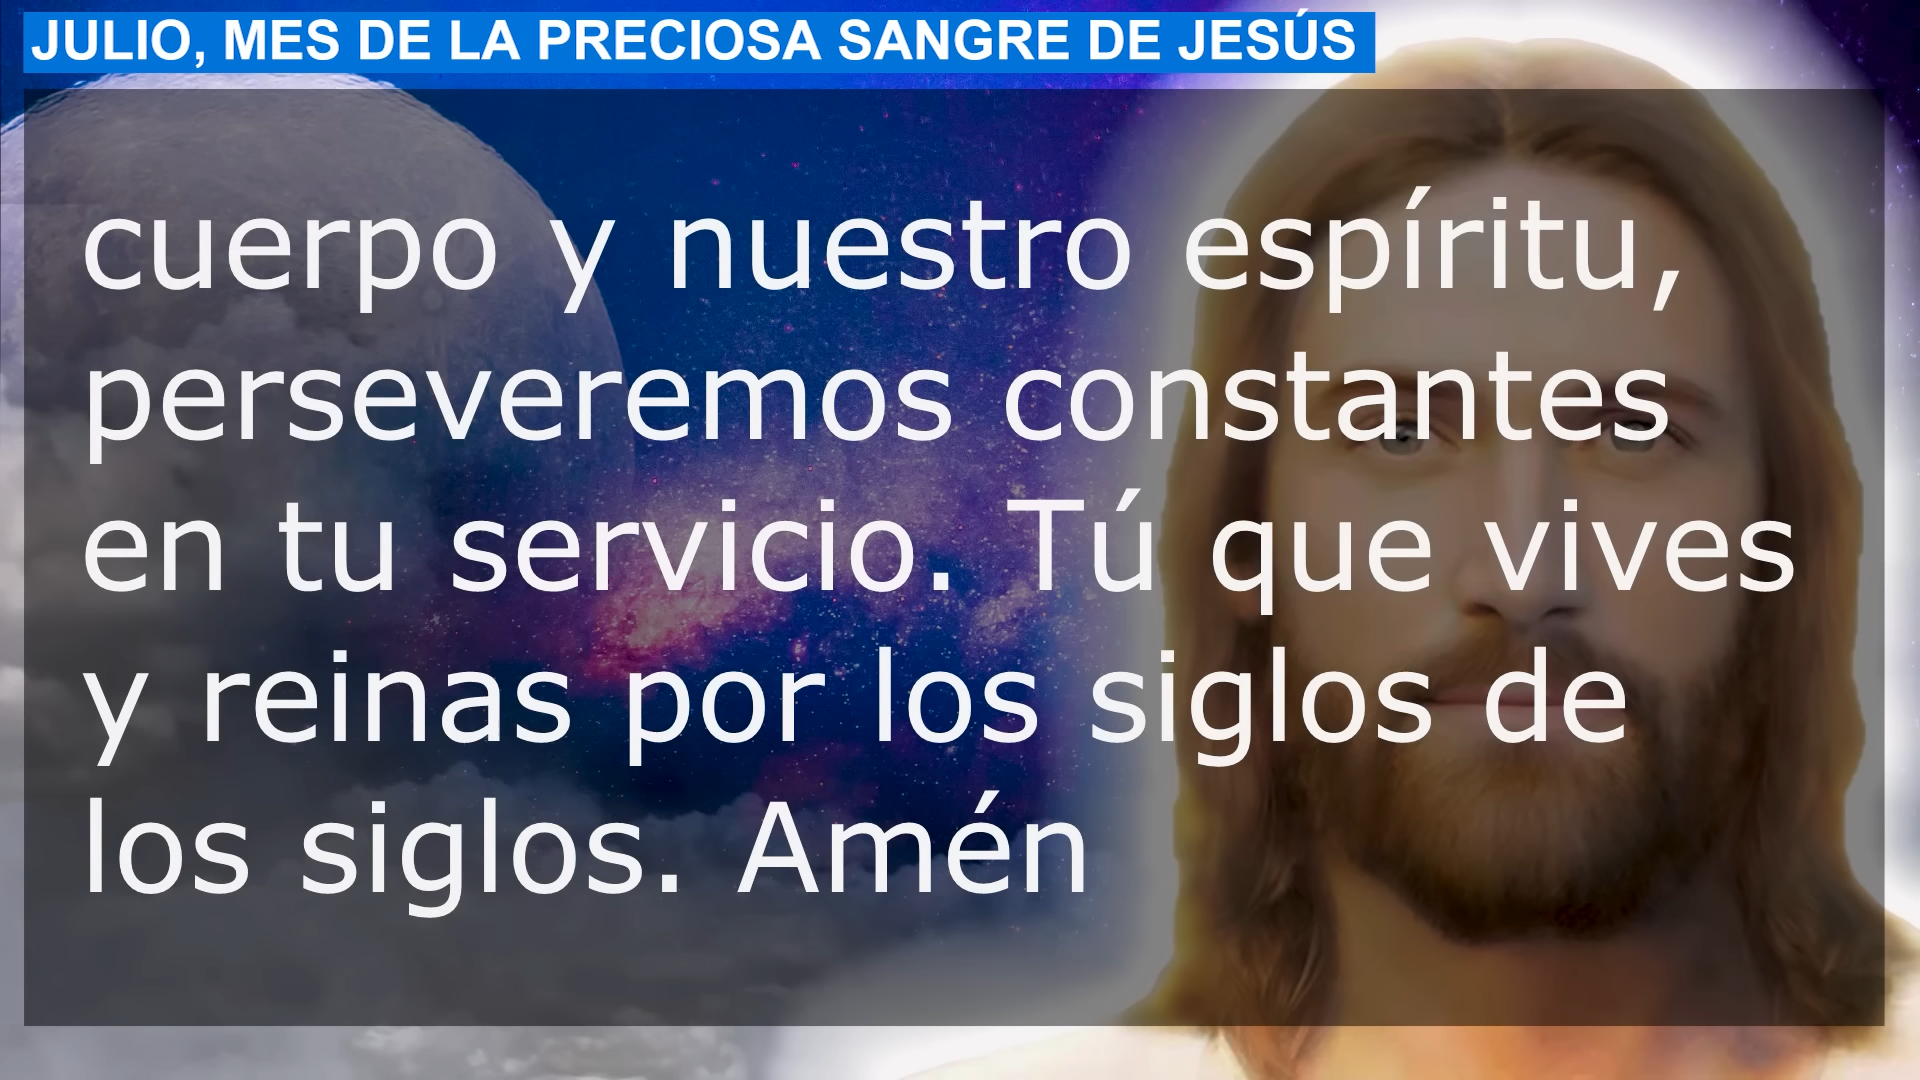 JULIO, MES DE LA PRECIOSA SANGRE DE JESÚS
cuerpo y nuestro espíritu,
perseveremos constantes
en tu servicio. Tú que vives
y reinas por los siglos de
los siglos. Amén